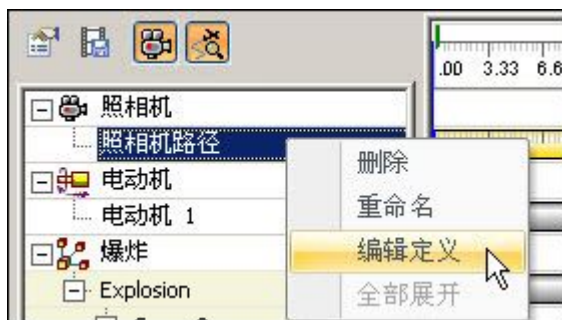 .00 3.33 6.6
照相机
照相机路径
电动机
电动机 1
爆炸
Explosion
删除
重命名
编辑定义
全部展开